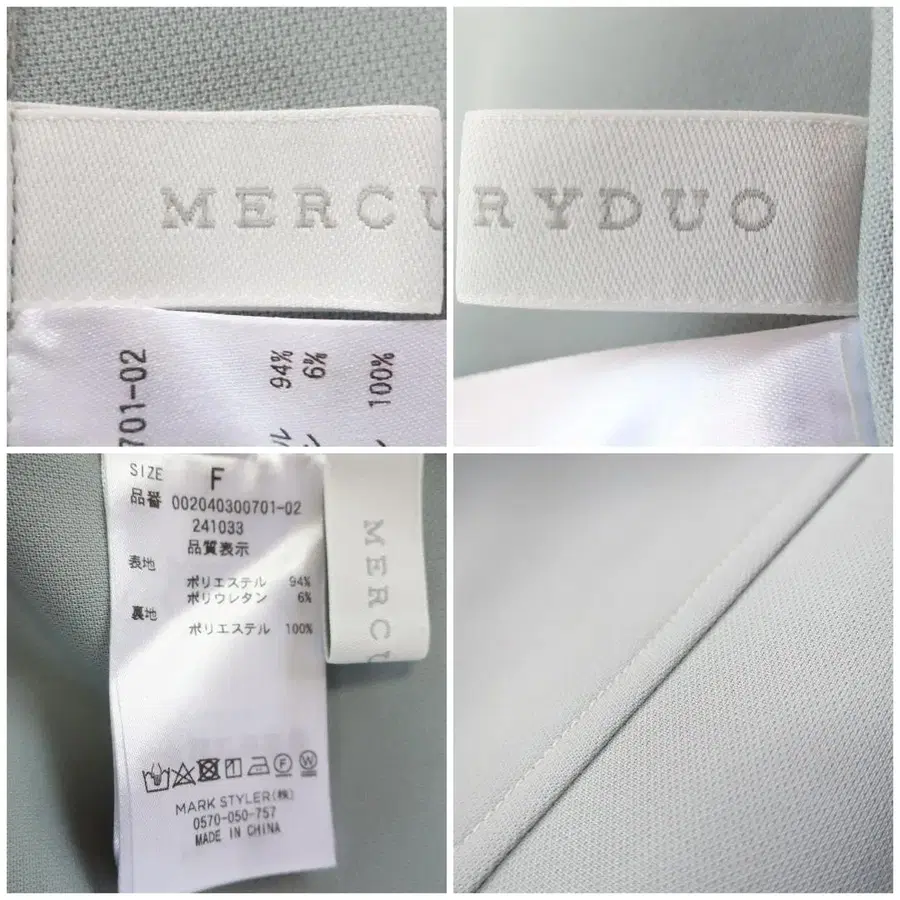 MERCU
RYDUO
701-02
94%
6%
100%
SIZE F
品番 002040300701-02
241033
品質表示
表地
ポリエステル 94%
ポリウレタン 6%
裏地
ポリエステル 100%
MARK STYLER(株)
0570-050-757
MADE IN CHINA
MERCU